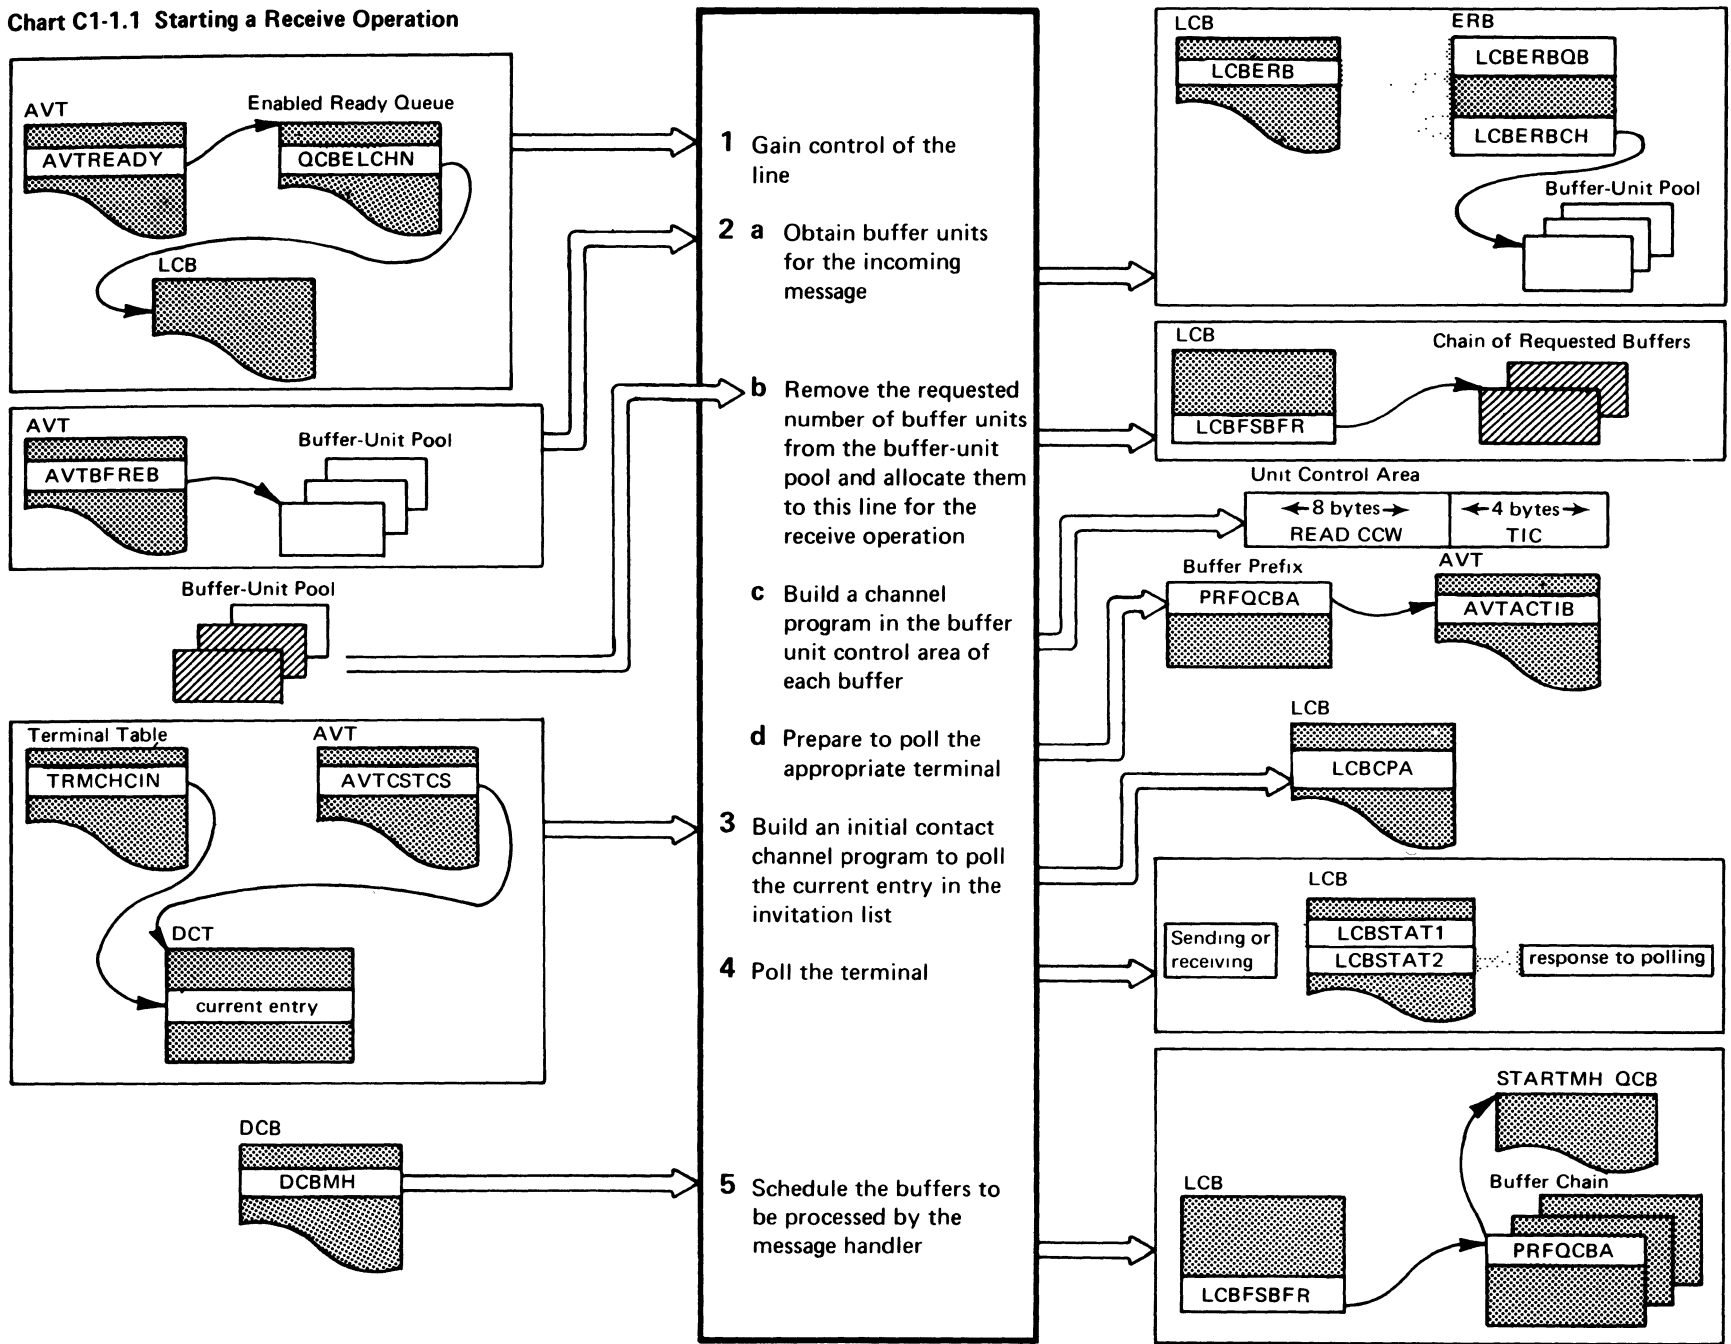 Chart C1-1.1 Starting a Receive Operation
AVT
Enabled Ready Queue
AVTREADY
QCBELCHN
LCB
AVT
Buffer-Unit Pool
AVTBFREB
Buffer-Unit Pool
Terminal Table
AVT
TRMCHCIN
AVTCSTCS
DCT
current entry
DCB
DCBMH
1 Gain control of the
line
2 a Obtain buffer units
for the incoming
message
b Remove the requested
number of buffer units
from the buffer-unit
pool and allocate them
to this line for the
receive operation
c Build a channel
program in the buffer
unit control area of
each buffer
d Prepare to poll the
appropriate terminal
3 Build an initial contact
channel program to poll
the current entry in the
invitation list
4 Poll the terminal
5 Schedule the buffers to
be processed by the
message handler
LCB
ERB
LCBERB
LCBERBQB
LCBERBCH
Buffer-Unit Pool
LCB
Chain of Requested Buffers
LCBFSBFR
Unit Control Area
8 bytes
4 bytes
READ CCW
TIC
Buffer Prefix
AVT
PRFQCBA
AVTACTIB
LCB
LCBCPA
LCB
Sending or
receiving
LCBSTAT1
LCBSTAT2
response to polling
STARTMH QCB
LCB
Buffer Chain
PRFQCBA
LCBFSBFR